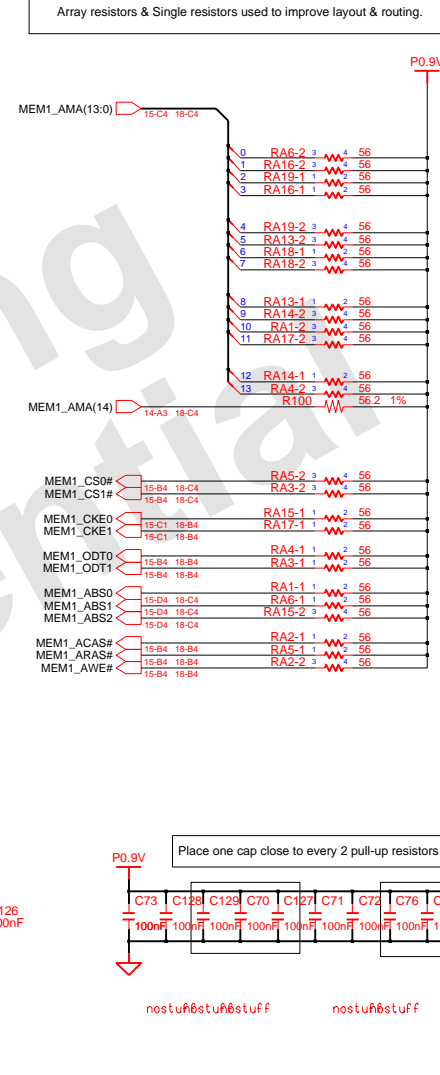 Array resistors & Single resistors used to improve layout & routing.
P0.9V
MEM1_AMA(13:0) 15-C4 18-C4
0 RA6-2 3 4 56
1 RA16-2 3 4 56
2 RA19-1 1 2 56
3 RA16-1 1 2 56
4 RA19-2 3 4 56
5 RA13-2 3 4 56
6 RA18-1 1 2 56
7 RA18-2 3 4 56
8 RA13-1 1 2 56
9 RA14-2 3 4 56
10 RA1-2 3 4 56
11 RA17-2 3 4 56
12 RA14-1 1 2 56
13 RA4-2 3 4 56
MEM1_AMA(14) 14-A3 18-C4 R100 56.2 1%
MEM1_CS0# 15-B4 18-C4 RA5-2 3 4 56
MEM1_CS1# 15-B4 18-C4 RA3-2 3 4 56
MEM1_CKE0 15-C1 18-B4 RA15-1 1 2 56
MEM1_CKE1 15-C1 18-B4 RA17-1 1 2 56
MEM1_ODT0 15-B4 18-B4 RA4-1 1 2 56
MEM1_ODT1 15-B4 18-B4 RA3-1 1 2 56
MEM1_ABS0 15-D4 18-C4 RA1-1 1 2 56
MEM1_ABS1 15-D4 18-C4 RA6-1 1 2 56
MEM1_ABS2 15-D4 18-C4 RA15-2 3 4 56
MEM1_ACAS# 15-B4 18-B4 RA2-1 1 2 56
MEM1_ARAS# 15-B4 18-B4 RA5-1 1 2 56
MEM1_AWE# 15-B4 18-B4 RA2-2 3 4 56
P0.9V
Place one cap close to every 2 pull-up resistors
C73 C128 C129 C70 C127 C71 C72 C76
100nF 100nF 100nF 100nF 100nF 100nF 100nF 100nF
nostuff nostuff nostuff nostuff nostuff